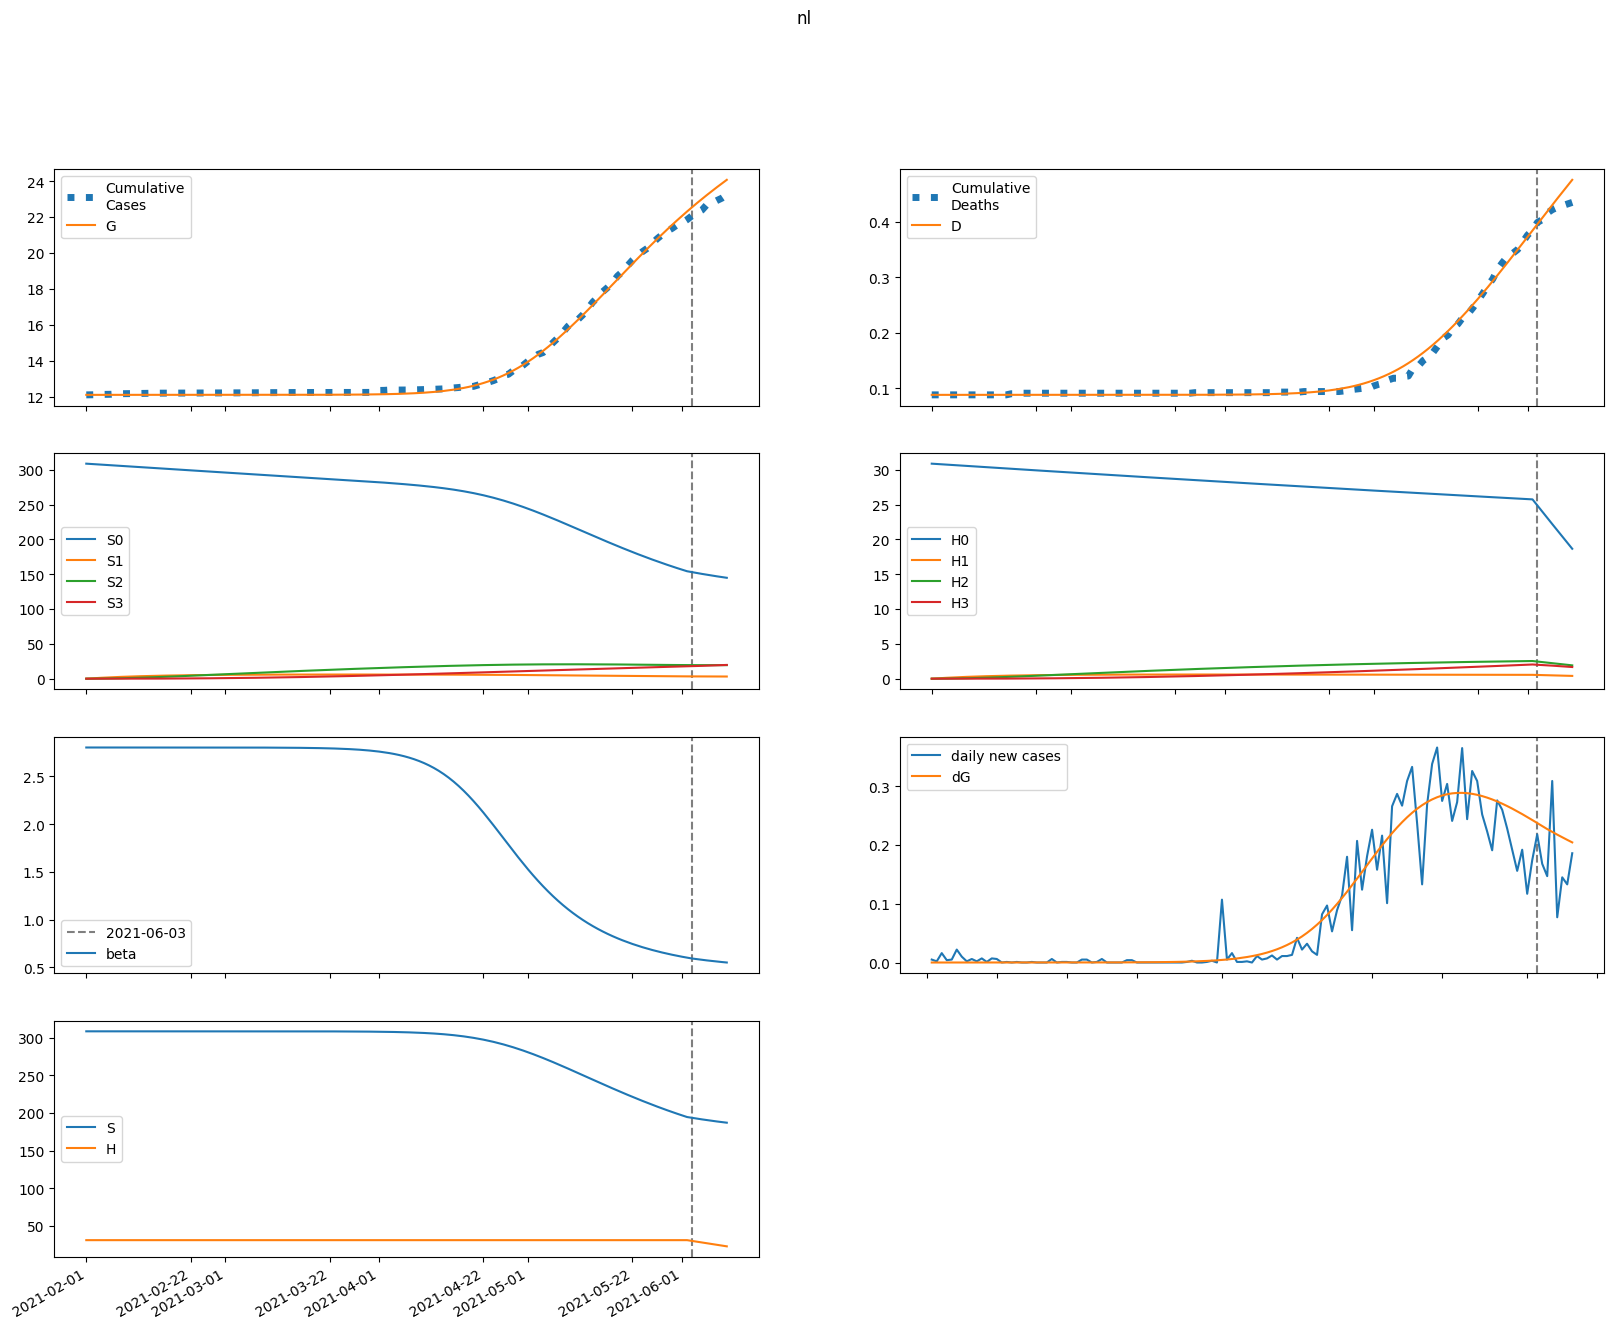 nl
24
22
20
18
16
14
12
Cumulative
Cases
G
0.4
0.3
0.2
0.1
Cumulative
Deaths
D
300
250
200
150
100
50
0
S0
S1
S2
S3
30
25
20
15
10
5
0
H0
H1
H2
H3
2.5
2.0
1.5
1.0
0.5
2021-06-03
beta
0.3
0.2
0.1
0.0
daily new cases
dG
300
250
200
150
100
50
S
H
2021-02-01
2021-02-22
2021-03-01
2021-03-22
2021-04-01
2021-04-22
2021-05-01
2021-05-22
2021-06-01